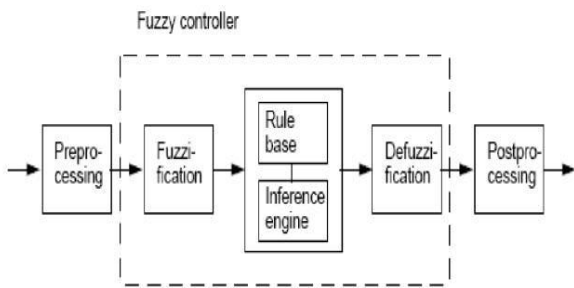 Fuzzy controller
Prepro-
cessing
Fuzzi-
fication
Rule
base
Inference
engine
Defuzzi-
fication
Postpro-
cessing